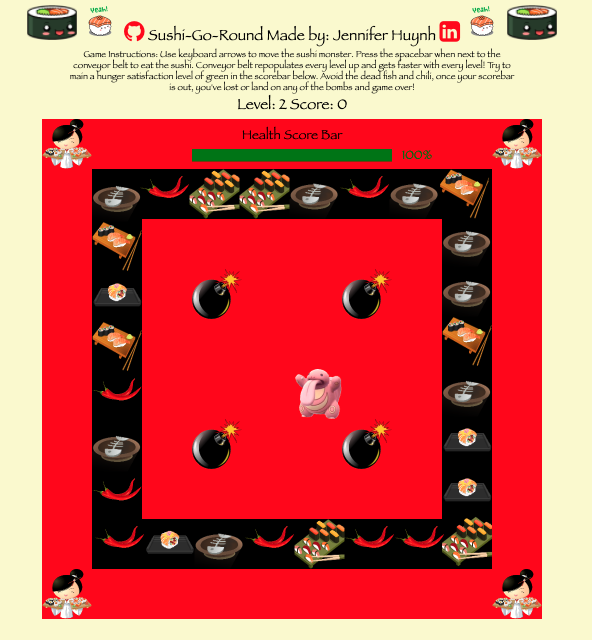 yeah!
yeah!
Sushi-Go-Round Made by: Jennifer Huynh
Game Instructions: Use keyboard arrows to move the sushi monster. Press the spacebar when next to the
conveyor belt to eat the sushi. Conveyor belt repopulates every level up and gets faster with every level! Try to
main a hunger satisfaction level of green in the scorebar below. Avoid the dead fish and chili, once your scorebar
is out, you've lost or land on any of the bombs and game over!
Level: 2 Score: 0
Health Score Bar
100%